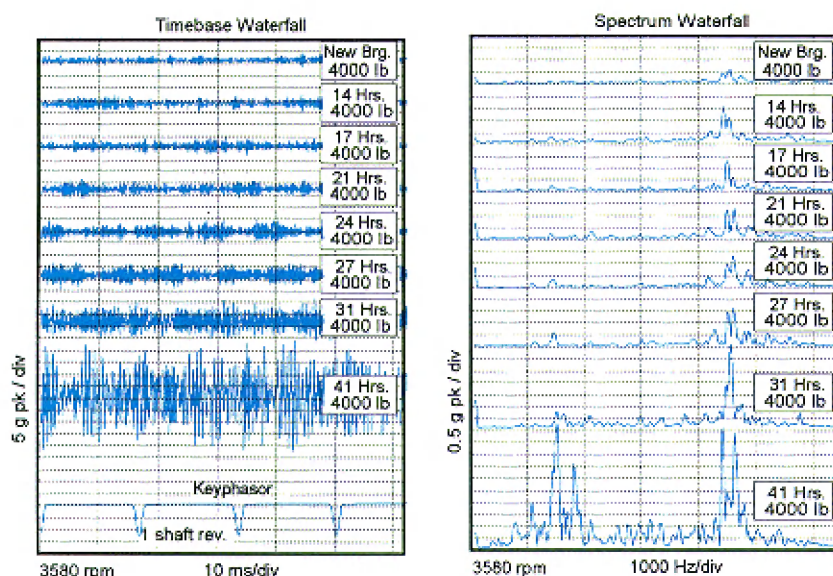 Timebase Waterfall
New Brg.
4000 lb
14 Hrs.
4000 lb
17 Hrs.
4000 lb
21 Hrs.
4000 lb
24 Hrs.
4000 lb
27 Hrs.
4000 lb
31 Hrs.
4000 lb
41 Hrs.
4000 lb
5 g pk / div
Keyphasor
1 shaft rev.
3580 rpm
10 ms/div
Spectrum Waterfall
New Brg.
4000 lb
14 Hrs.
4000 lb
17 Hrs.
4000 lb
21 Hrs.
4000 lb
24 Hrs.
4000 lb
27 Hrs.
4000 lb
31 Hrs.
4000 lb
41 Hrs.
4000 lb
0.5 g pk / div
3580 rpm
1000 Hz/div